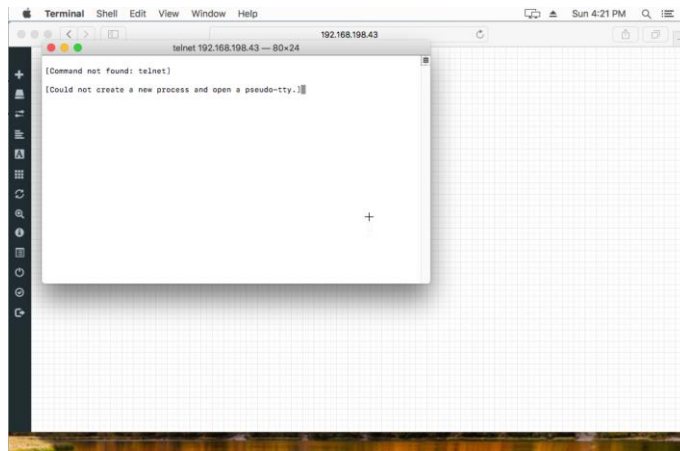 Terminal Shell Edit View Window Help Sun 4:21 PM
192.168.198.43
telnet 192.168.198.43 — 80×24
[Command not found: telnet]
[Could not create a new process and open a pseudo-tty.]